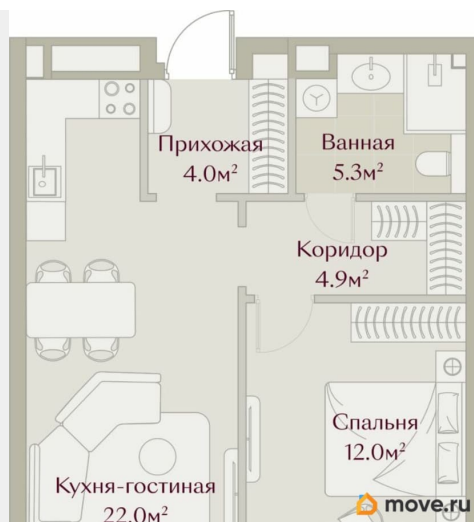 Прихожая
4.0м²
Ванная
5.3м²
Коридор
4.9м²
Спальня
12.0м²
Кухня-гостиная
22.0м²
move.ru